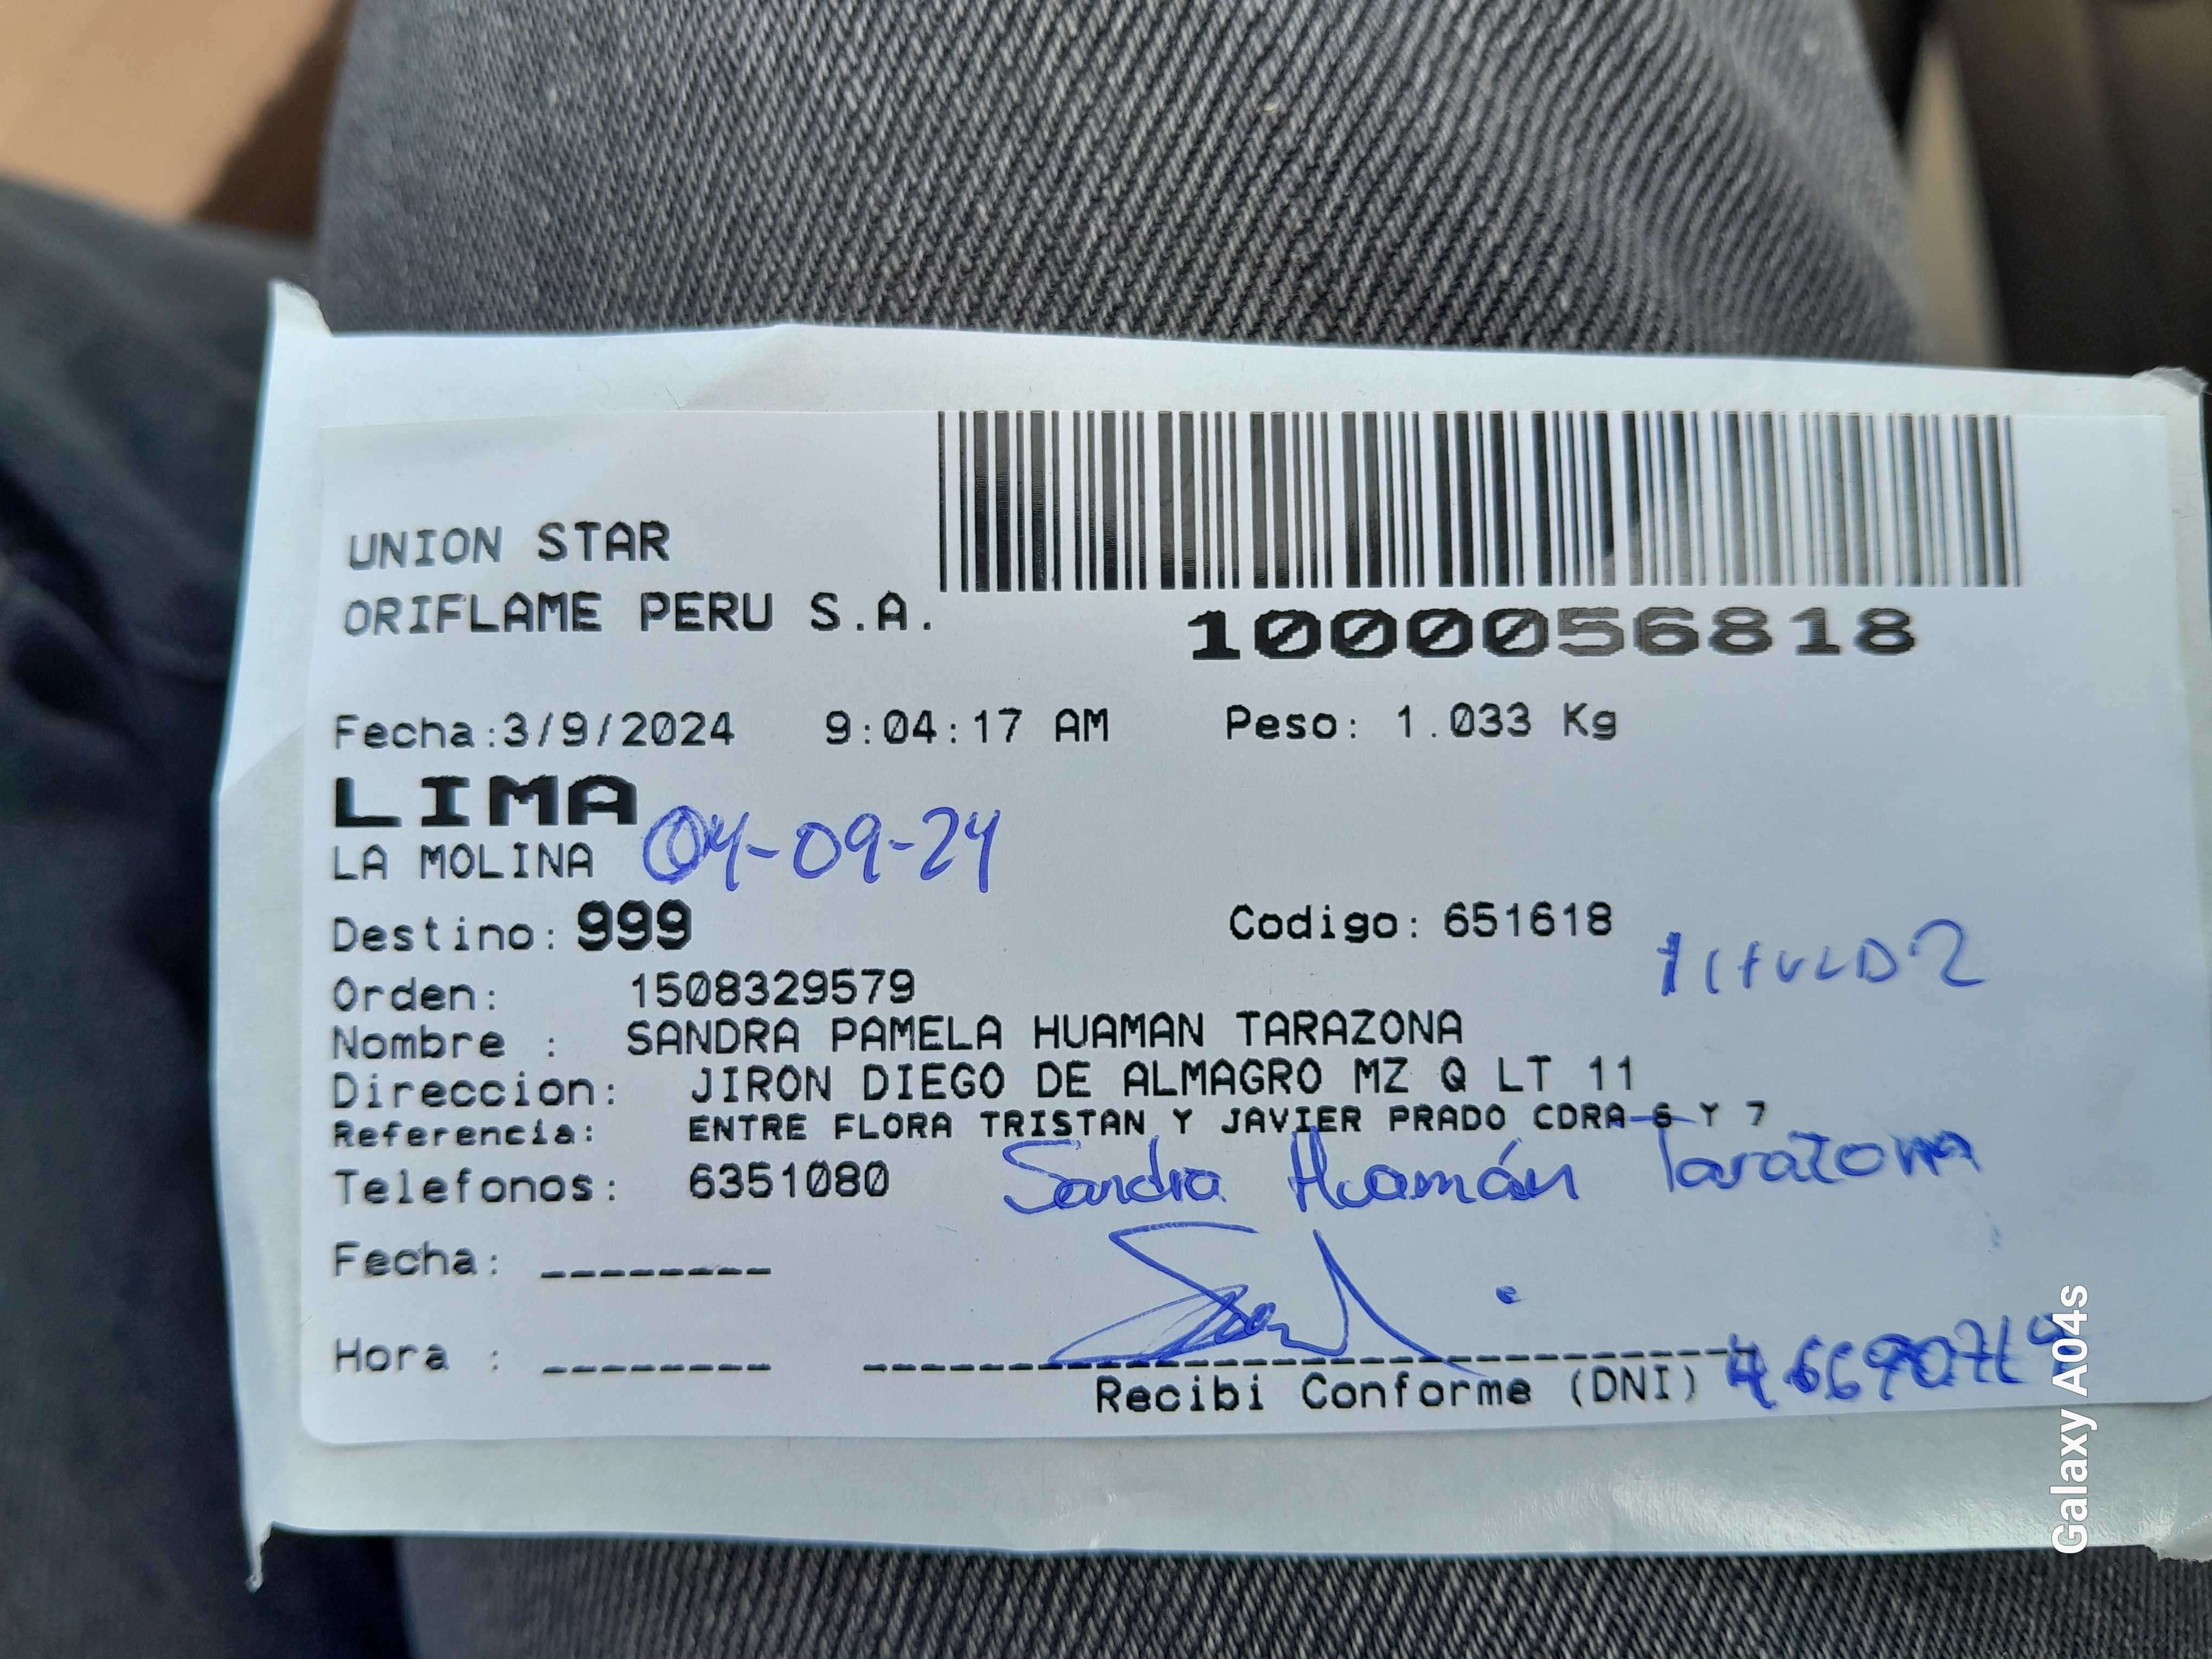 UNION STAR
ORIFLAME PERU S.A.
1000056818
Fecha:3/9/2024 9:04:17 AM Peso: 1.033 Kg
LIMA
LA MOLINA 04-09-24
Destino: 999 Codigo: 651618
Orden: 1508329579
Nombre : SANDRA PAMELA HUAMAN TARAZONA
Direccion: JIRON DIEGO DE ALMAGRO MZ Q LT 11
Referencia: ENTRE FLORA TRISTAN Y JAVIER PRADO CDRA 6 Y 7
Telefonos: 6351080 Sandra Huamán Tarazona
Fecha: ________
Hora : ________
Recibi Conforme (DNI)
Galaxy A04s